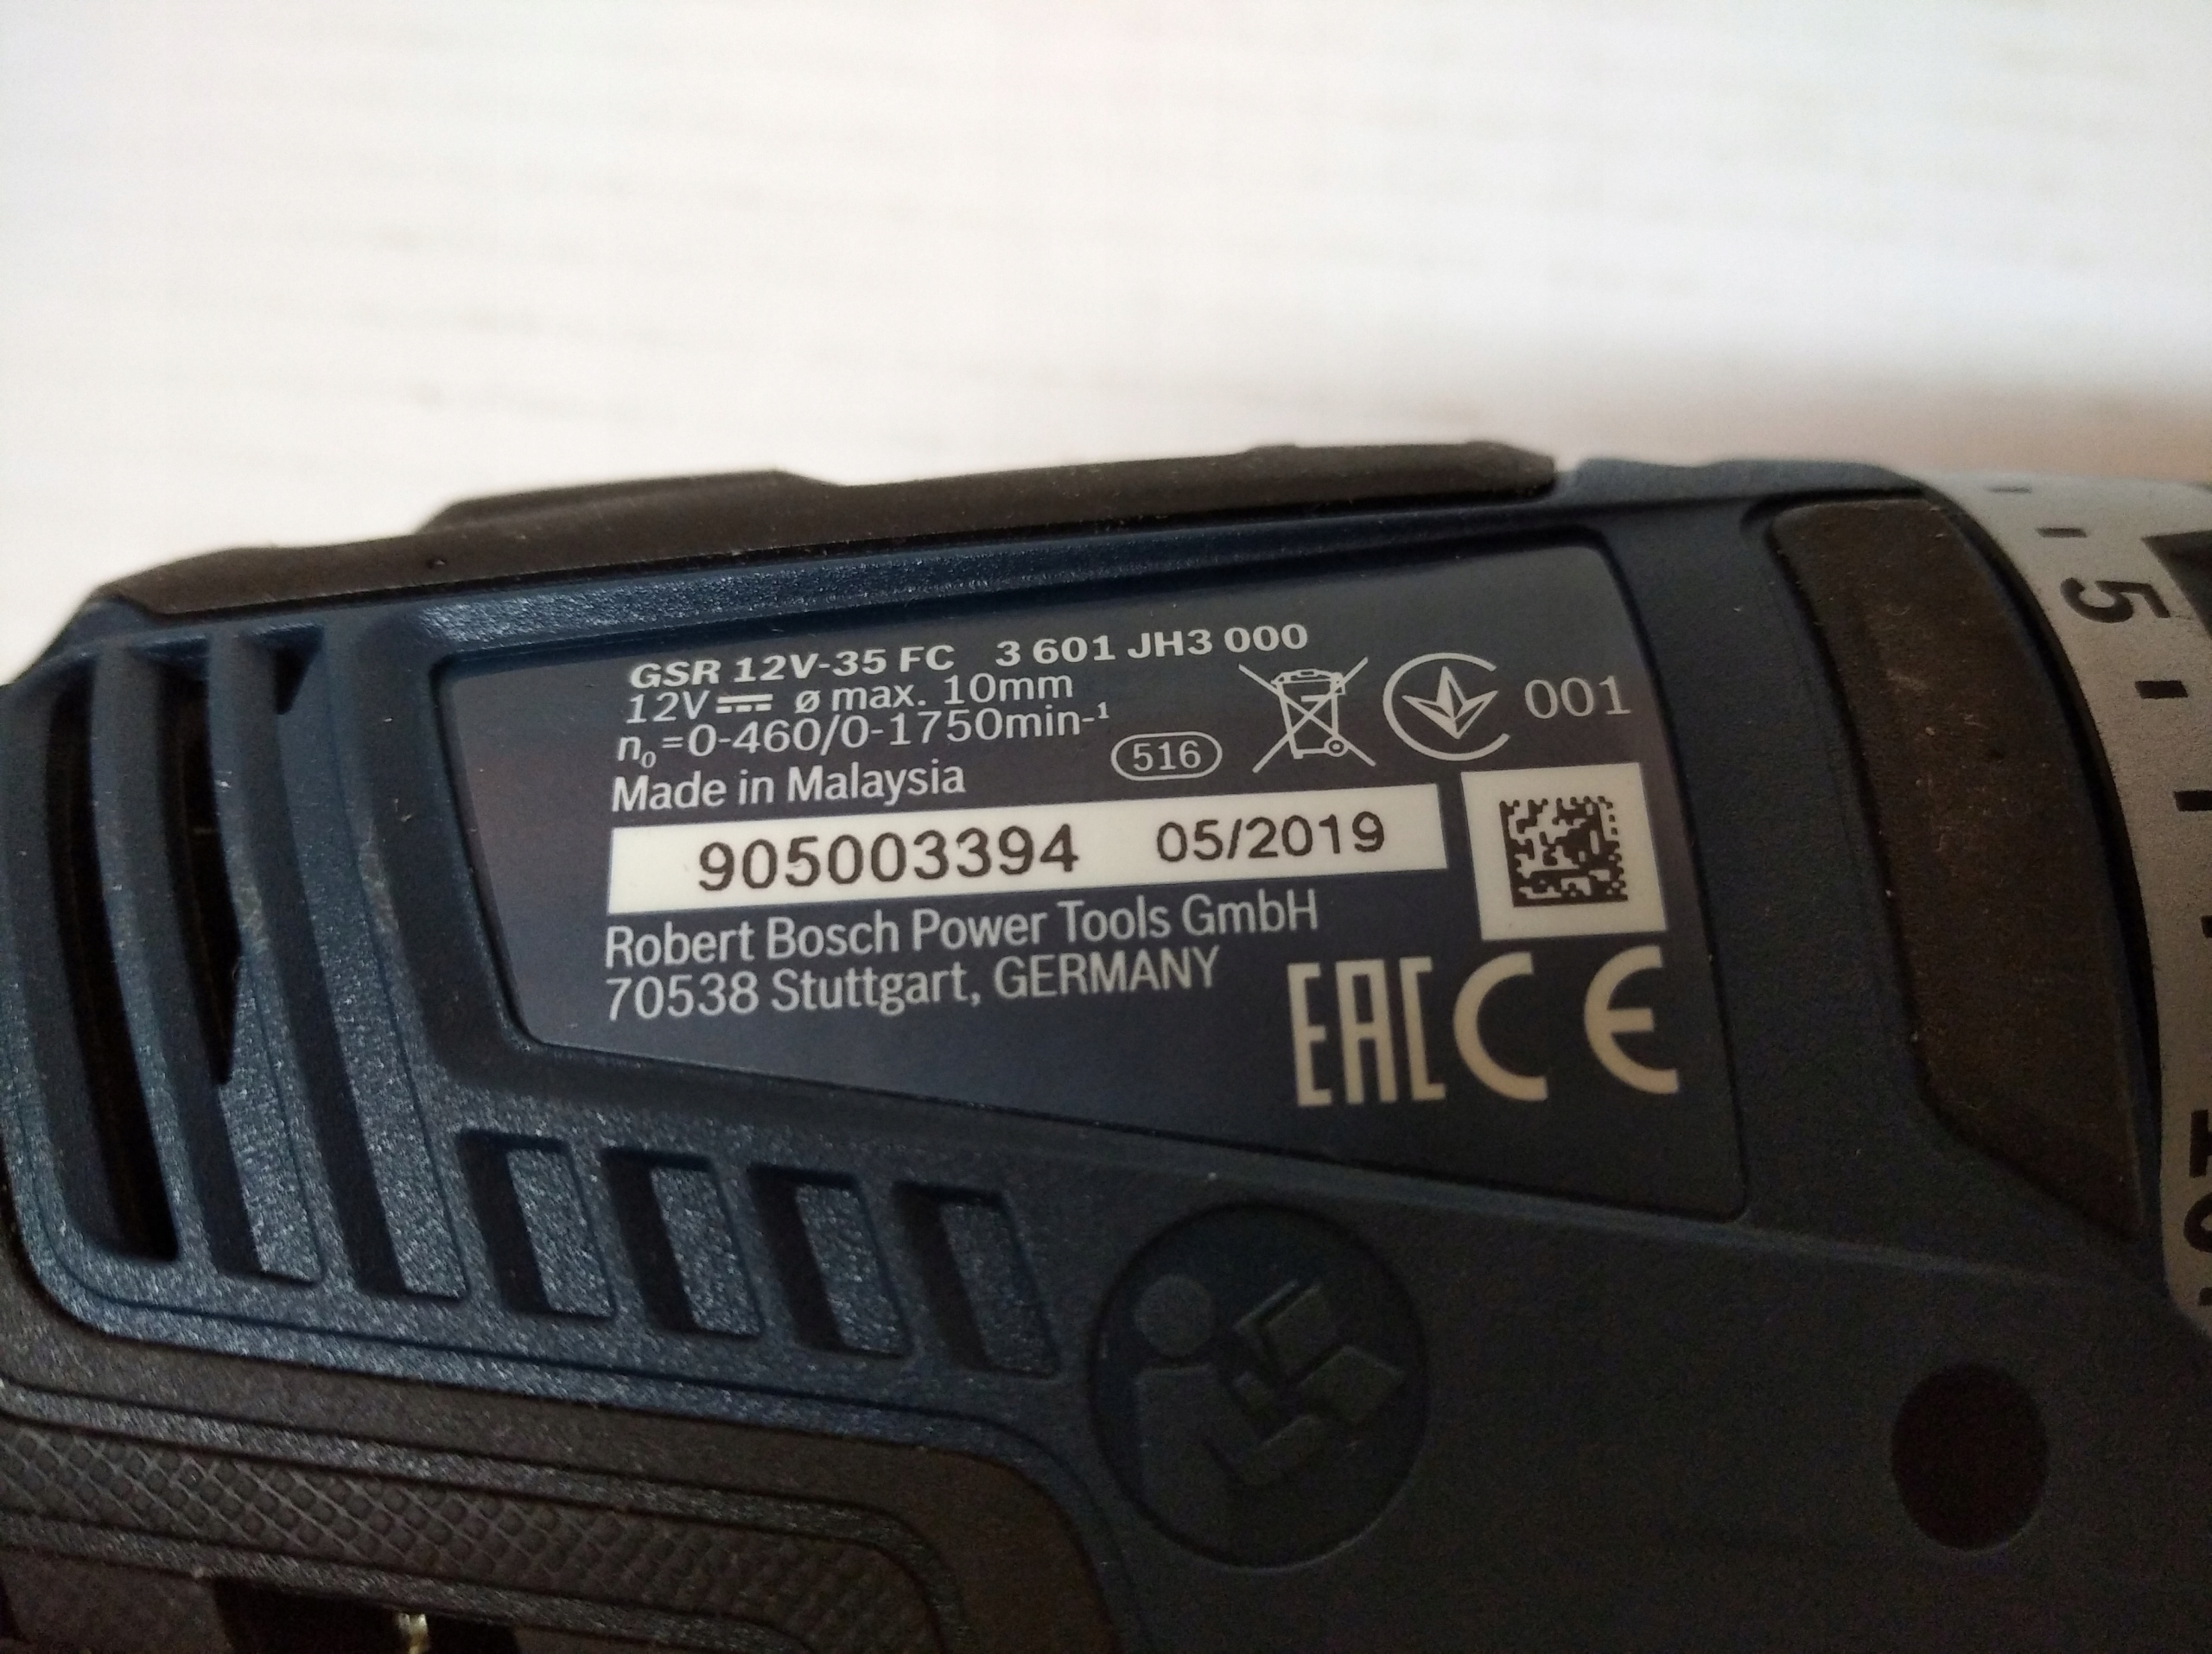 GSR 12V-35 FC 3 601 JH3 000
12V ø max. 10mm
n₀=0-460/0-1750min-¹
Made in Malaysia
516
001
905003394 05/2019
Robert Bosch Power Tools GmbH
70538 Stuttgart, GERMANY
EAC CE
5
10